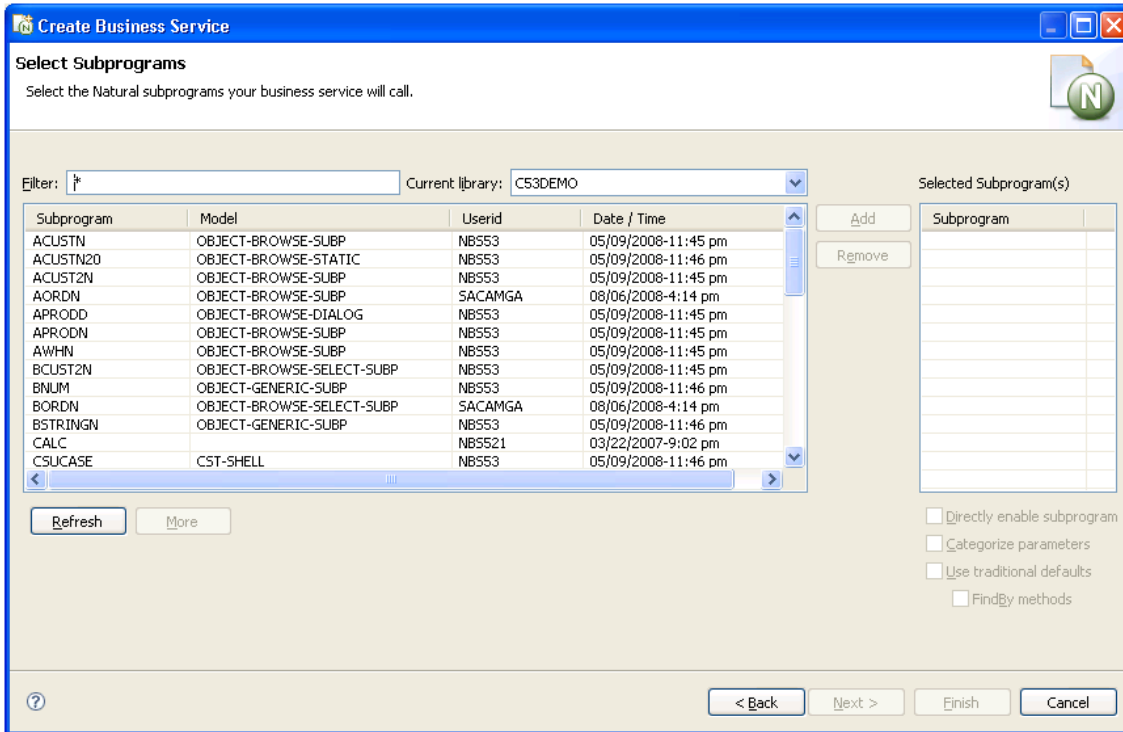 Create Business Service
Select Subprograms
Select the Natural subprograms your business service will call.
N
Filter: * Current library: C53DEMO Selected Subprogram(s)
Subprogram Model Userid Date / Time Add Subprogram
ACUSTN OBJECT-BROWSE-SUBP NBS53 05/09/2008-11:45 pm
ACUSTN20 OBJECT-BROWSE-STATIC NBS53 05/09/2008-11:46 pm Remove
ACUST2N OBJECT-BROWSE-SUBP NBS53 05/09/2008-11:45 pm
AORDN OBJECT-BROWSE-SUBP SACAMGA 08/06/2008-4:14 pm
APRODD OBJECT-BROWSE-DIALOG NBS53 05/09/2008-11:45 pm
APRODN OBJECT-BROWSE-SUBP NBS53 05/09/2008-11:45 pm
AWHN OBJECT-BROWSE-SUBP NBS53 05/09/2008-11:45 pm
BCUST2N OBJECT-BROWSE-SELECT-SUBP NBS53 05/09/2008-11:45 pm
BNUM OBJECT-GENERIC-SUBP NBS53 05/09/2008-11:46 pm
BORDN OBJECT-BROWSE-SELECT-SUBP SACAMGA 08/06/2008-4:14 pm
BSTRINGN OBJECT-GENERIC-SUBP NBS53 05/09/2008-11:46 pm
CALC NBS521 03/22/2007-9:02 pm
CSUCASE CST-SHELL NBS53 05/09/2008-11:46 pm
Refresh More Directly enable subprogram
Categorize parameters
Use traditional defaults
FindBy methods
? < Back Next > Finish Cancel